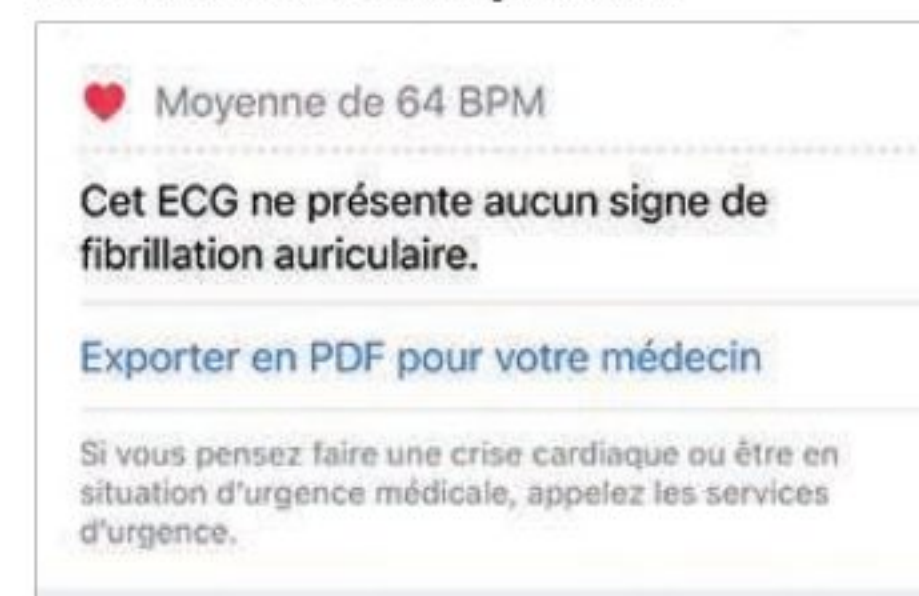 Moyenne de 64 BPM
Cet ECG ne présente aucun signe de
fibrillation auriculaire.
Exporter en PDF pour votre médecin
Si vous pensez faire une crise cardiaque ou être en
situation d'urgence médicale, appelez les services
d'urgence.